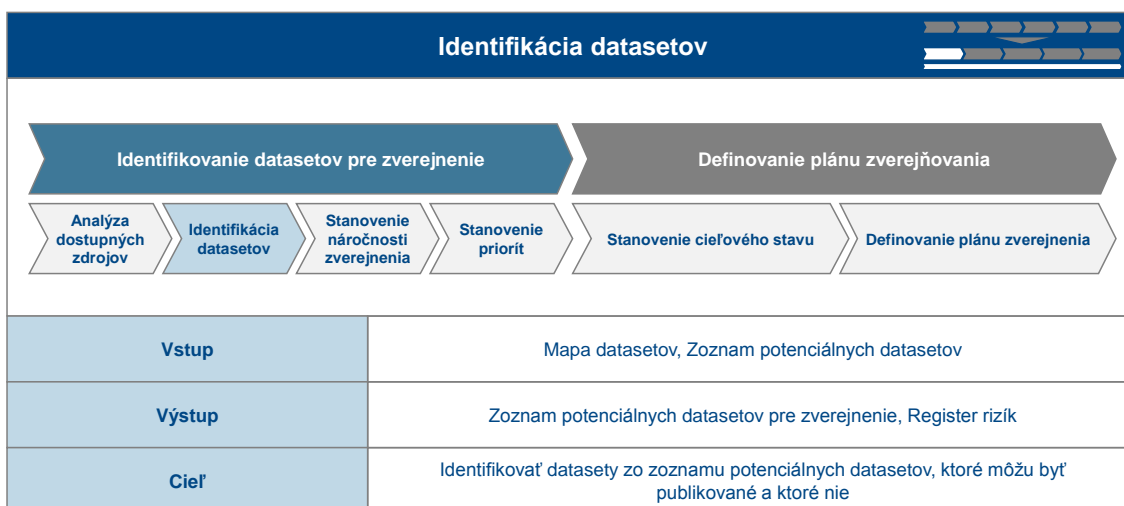 Identifikácia datasetov
Identifikovanie datasetov pre zverejnenie
Definovanie plánu zverejňovania
Analýza
dostupných
zdrojov
Identifikácia
datasetov
Stanovenie
náročnosti
zverejnenia
Stanovenie
priorít
Stanovenie cieľového stavu
Definovanie plánu zverejnenia
Vstup
Mapa datasetov, Zoznam potenciálnych datasetov
Výstup
Zoznam potenciálnych datasetov pre zverejnenie, Register rizík
Cieľ
Identifikovať datasety zo zoznamu potenciálnych datasetov, ktoré môžu byť
publikované a ktoré nie